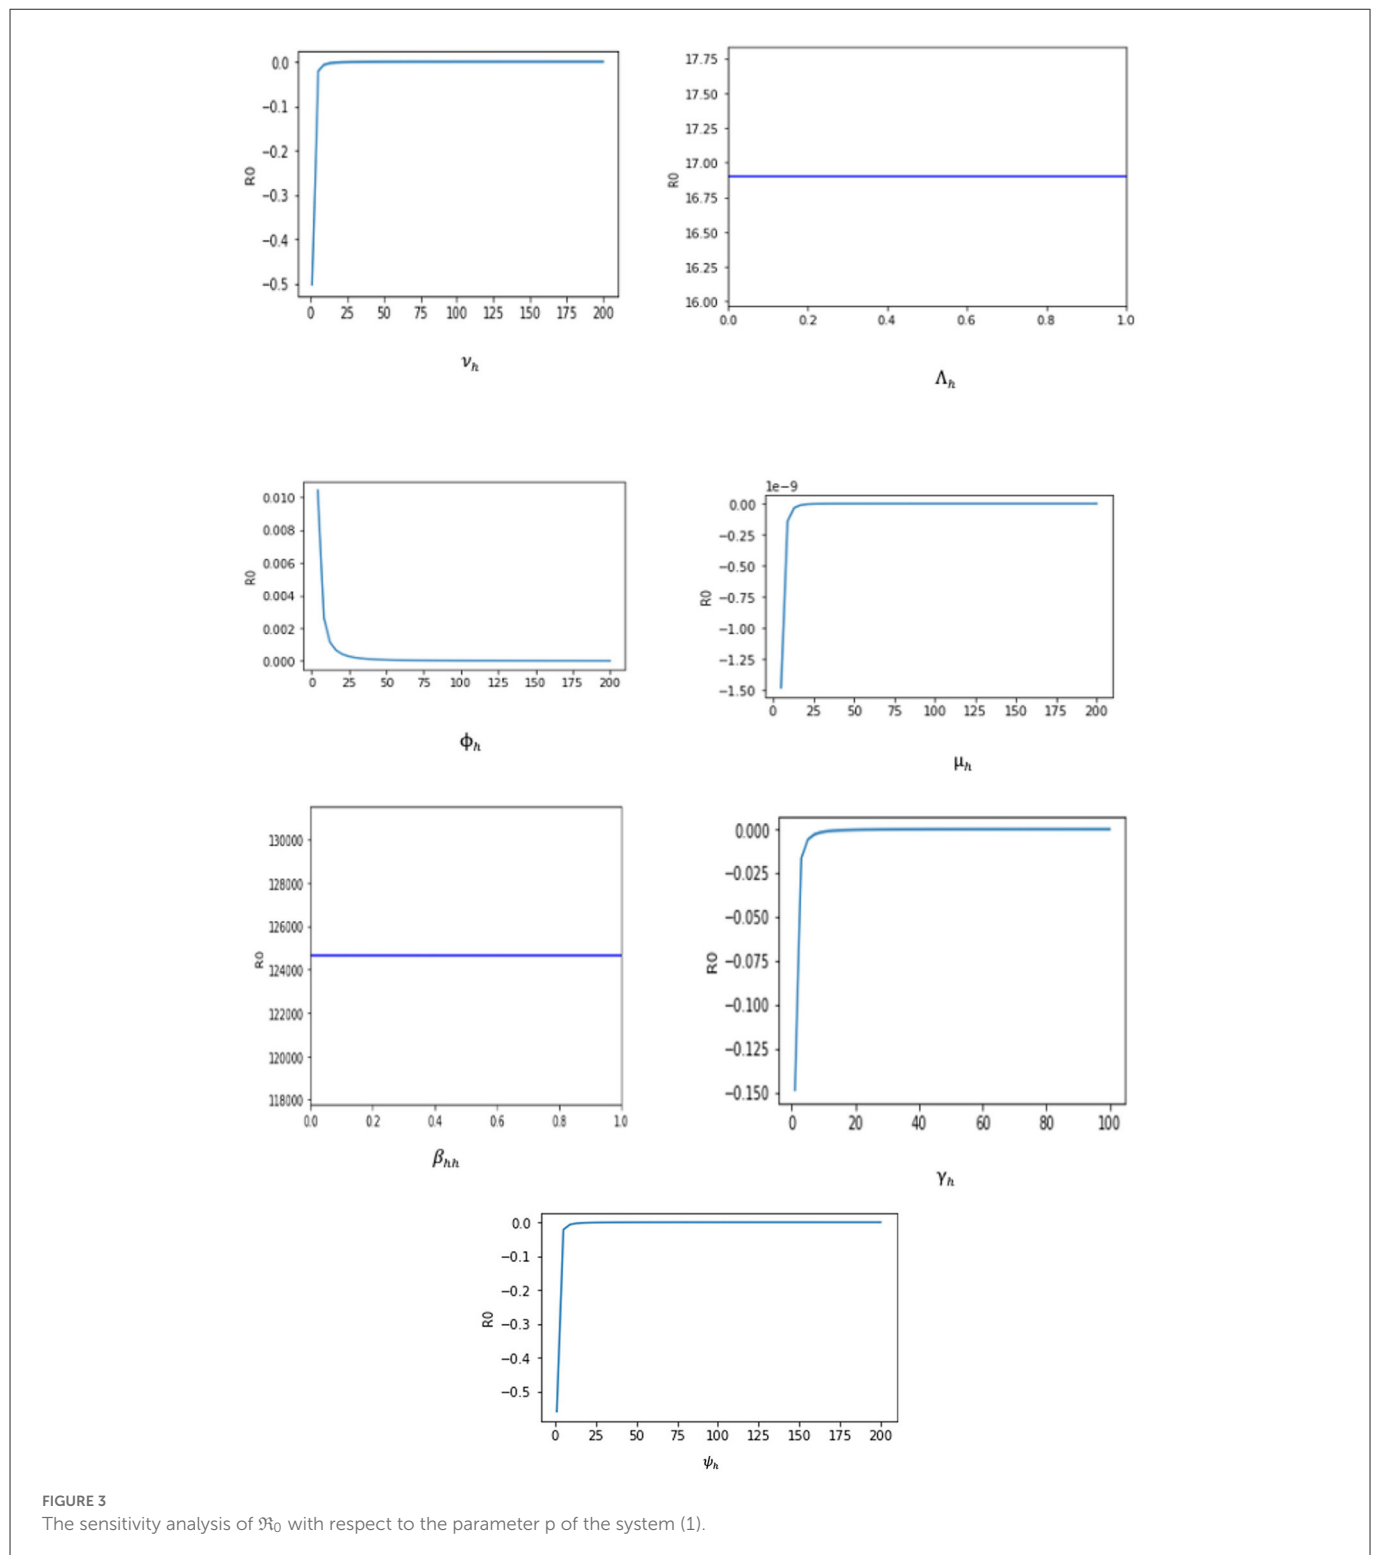 0.0
−0.1
−0.2
−0.3
−0.4
−0.5
R0
0 25 50 75 100 125 150 175 200
νₕ
17.75
17.50
17.25
17.00
16.75
16.50
16.25
16.00
R0
0.0 0.2 0.4 0.6 0.8 1.0
Λₕ
0.010
0.008
0.006
0.004
0.002
0.000
R0
0 25 50 75 100 125 150 175 200
ϕₕ
1e−9
0.00
−0.25
−0.50
−0.75
−1.00
−1.25
−1.50
R0
0 25 50 75 100 125 150 175 200
μₕ
130000
128000
126000
124000
122000
120000
118000
R0
0.0 0.2 0.4 0.6 0.8 1.0
βₕₕ
0.000
−0.025
−0.050
−0.075
−0.100
−0.125
−0.150
R0
0 20 40 60 80 100
γₕ
0.0
−0.1
−0.2
−0.3
−0.4
−0.5
R0
0 25 50 75 100 125 150 175 200
ψₕ
FIGURE 3
The sensitivity analysis of ℜ₀ with respect to the parameter p of the system (1).